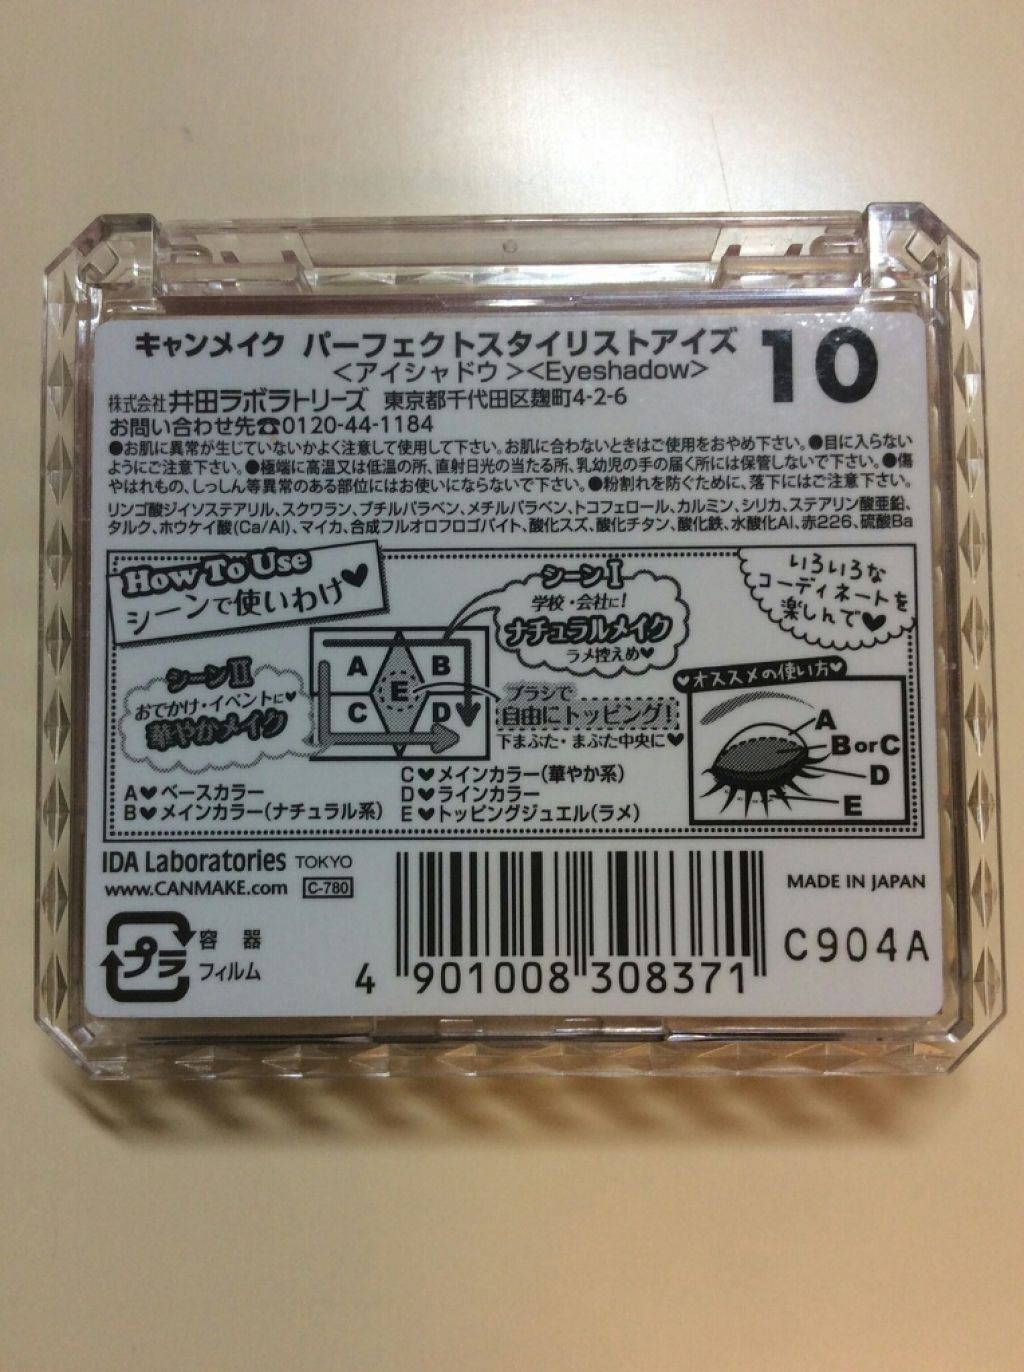 キャンメイク パーフェクトスタイリストアイズ 10
<アイシャドウ><Eyeshadow>
株式会社 井田ラボラトリーズ 東京都千代田区麹町4-2-6
お問い合わせ先☎0120-44-1184
●お肌に異常が生じていないかよく注意して使用して下さい。お肌に合わないときはご使用をおやめ下さい。●目に入らない
ようにご注意下さい。●極端に高温又は低温の所、直射日光の当たる所、乳幼児の手の届く所には保管しないで下さい。●傷
やはれもの、しっしん等異常のある部位にはお使いにならないで下さい。●粉割れを防ぐために、落下にはご注意下さい。
リンゴ酸ジイソステアリル、スクワラン、ブチルパラベン、メチルパラベン、トコフェロール、カルミン、シリカ、ステアリン酸亜鉛、
タルク、ホウケイ酸(Ca/Al)、マイカ、合成フルオロフロゴパイト、酸化スズ、酸化チタン、酸化鉄、水酸化Al、赤226、硫酸Ba
How To Use
シーンで使いわけ♥
シーンI
学校・会社に!
ナチュラルメイク
ラメ控えめ♥
いろいろな
コーディネートを
楽しんで♥
シーンII
おでかけ・イベントに♥
華やかメイク
A B
E
C D
ブラシで
自由にトッピング!
下まぶた・まぶた中央に♥
♥オススメの使い方♥
A
B or C
D
E
A♥ベースカラー
B♥メインカラー(ナチュラル系)
C♥メインカラー(華やか系)
D♥ラインカラー
E♥トッピングジュエル(ラメ)
IDA Laboratories TOKYO
www.CANMAKE.com C-780
MADE IN JAPAN
C904A
プラ
容器
フィルム
4 901008 308371